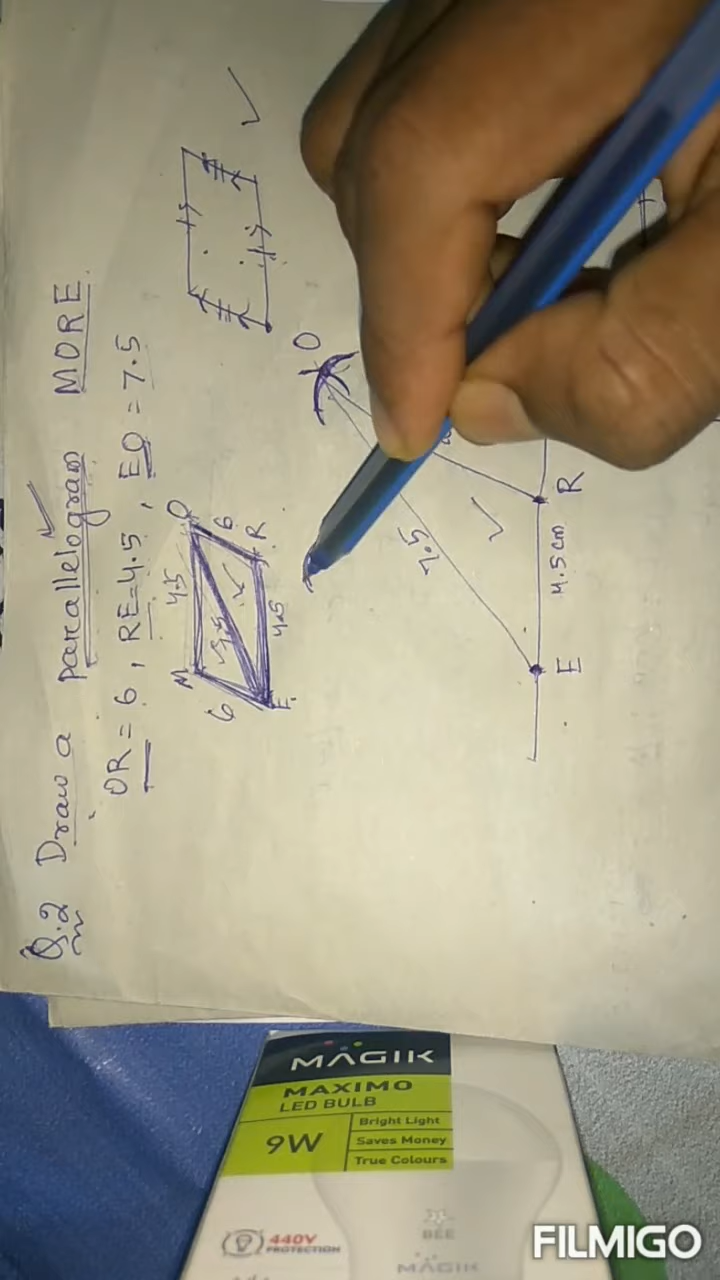 Q.2 Draw a parallelogram MORE.
OR = 6, RE = 4.5, EO = 7.5
M
4.5
O
6
7.5
6
E
4.5
R
O
7.5
E
4.5cm
R
MAGIK
MAXIMO
LED BULB
9W
Bright Light
Saves Money
True Colours
440V
PROTECTION
BEE
MAGIK
FILMIGO